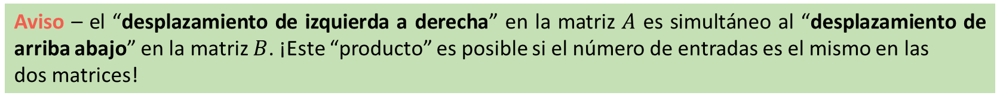 Aviso – el “desplazamiento de izquierda a derecha” en la matriz A es simultáneo al “desplazamiento de
arriba abajo” en la matriz B. ¡Este “producto” es posible si el número de entradas es el mismo en las
dos matrices!